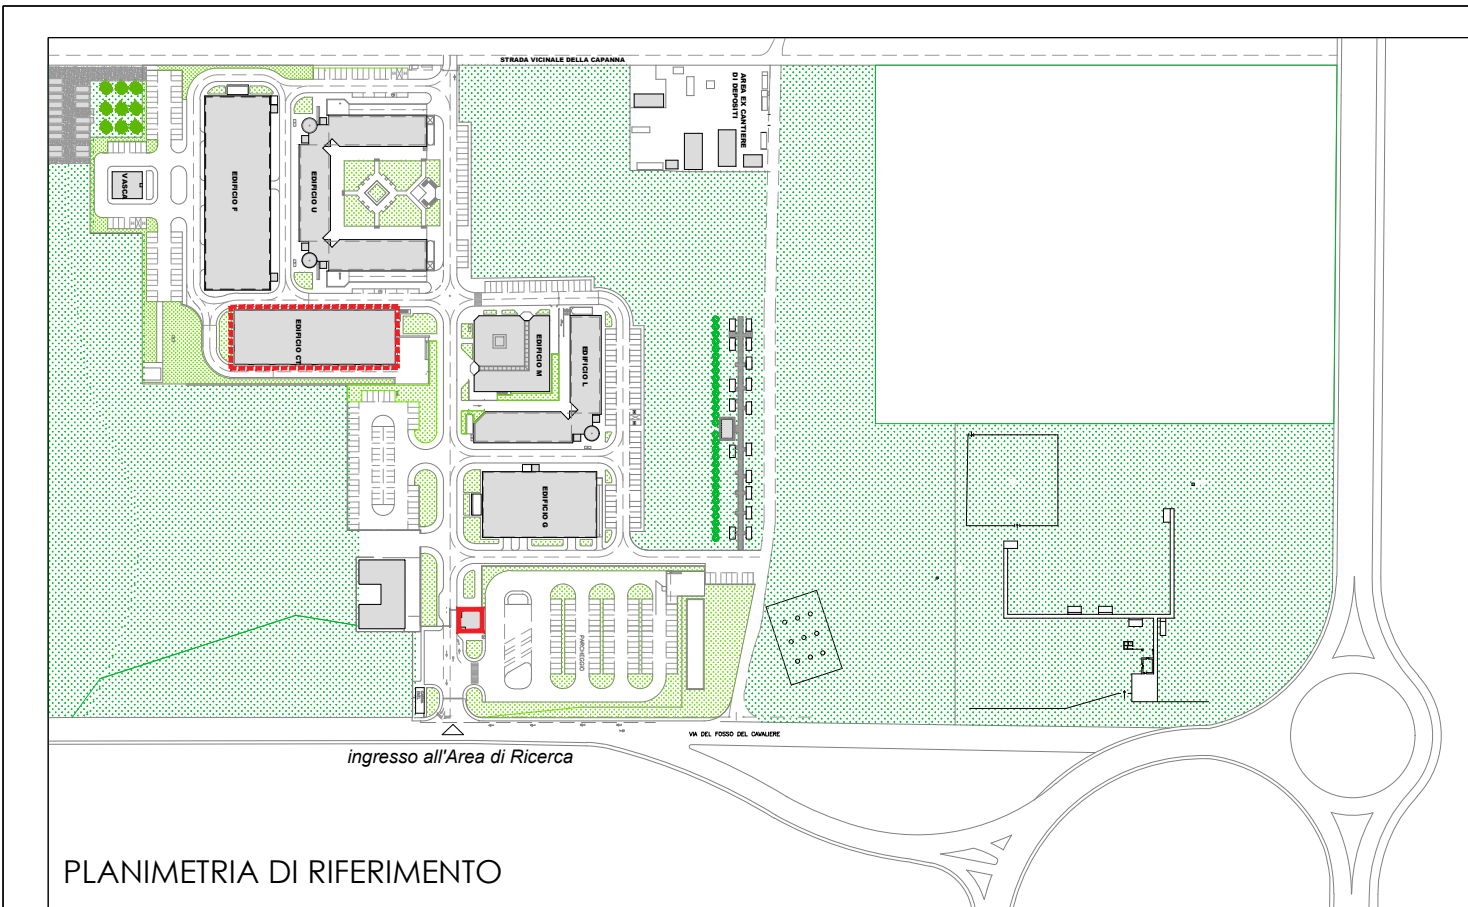 STRADA VICINALE DELLA CAPANNA
AREA EX CANTIERE
DI DEPOSITI
VASCA
EDIFICIO F
EDIFICIO U
EDIFICIO CT
EDIFICIO M
EDIFICIO L
EDIFICIO G
PARCHEGGIO
VIA DEL FOSSO DEL CAVALIERE
ingresso all'Area di Ricerca
PLANIMETRIA DI RIFERIMENTO